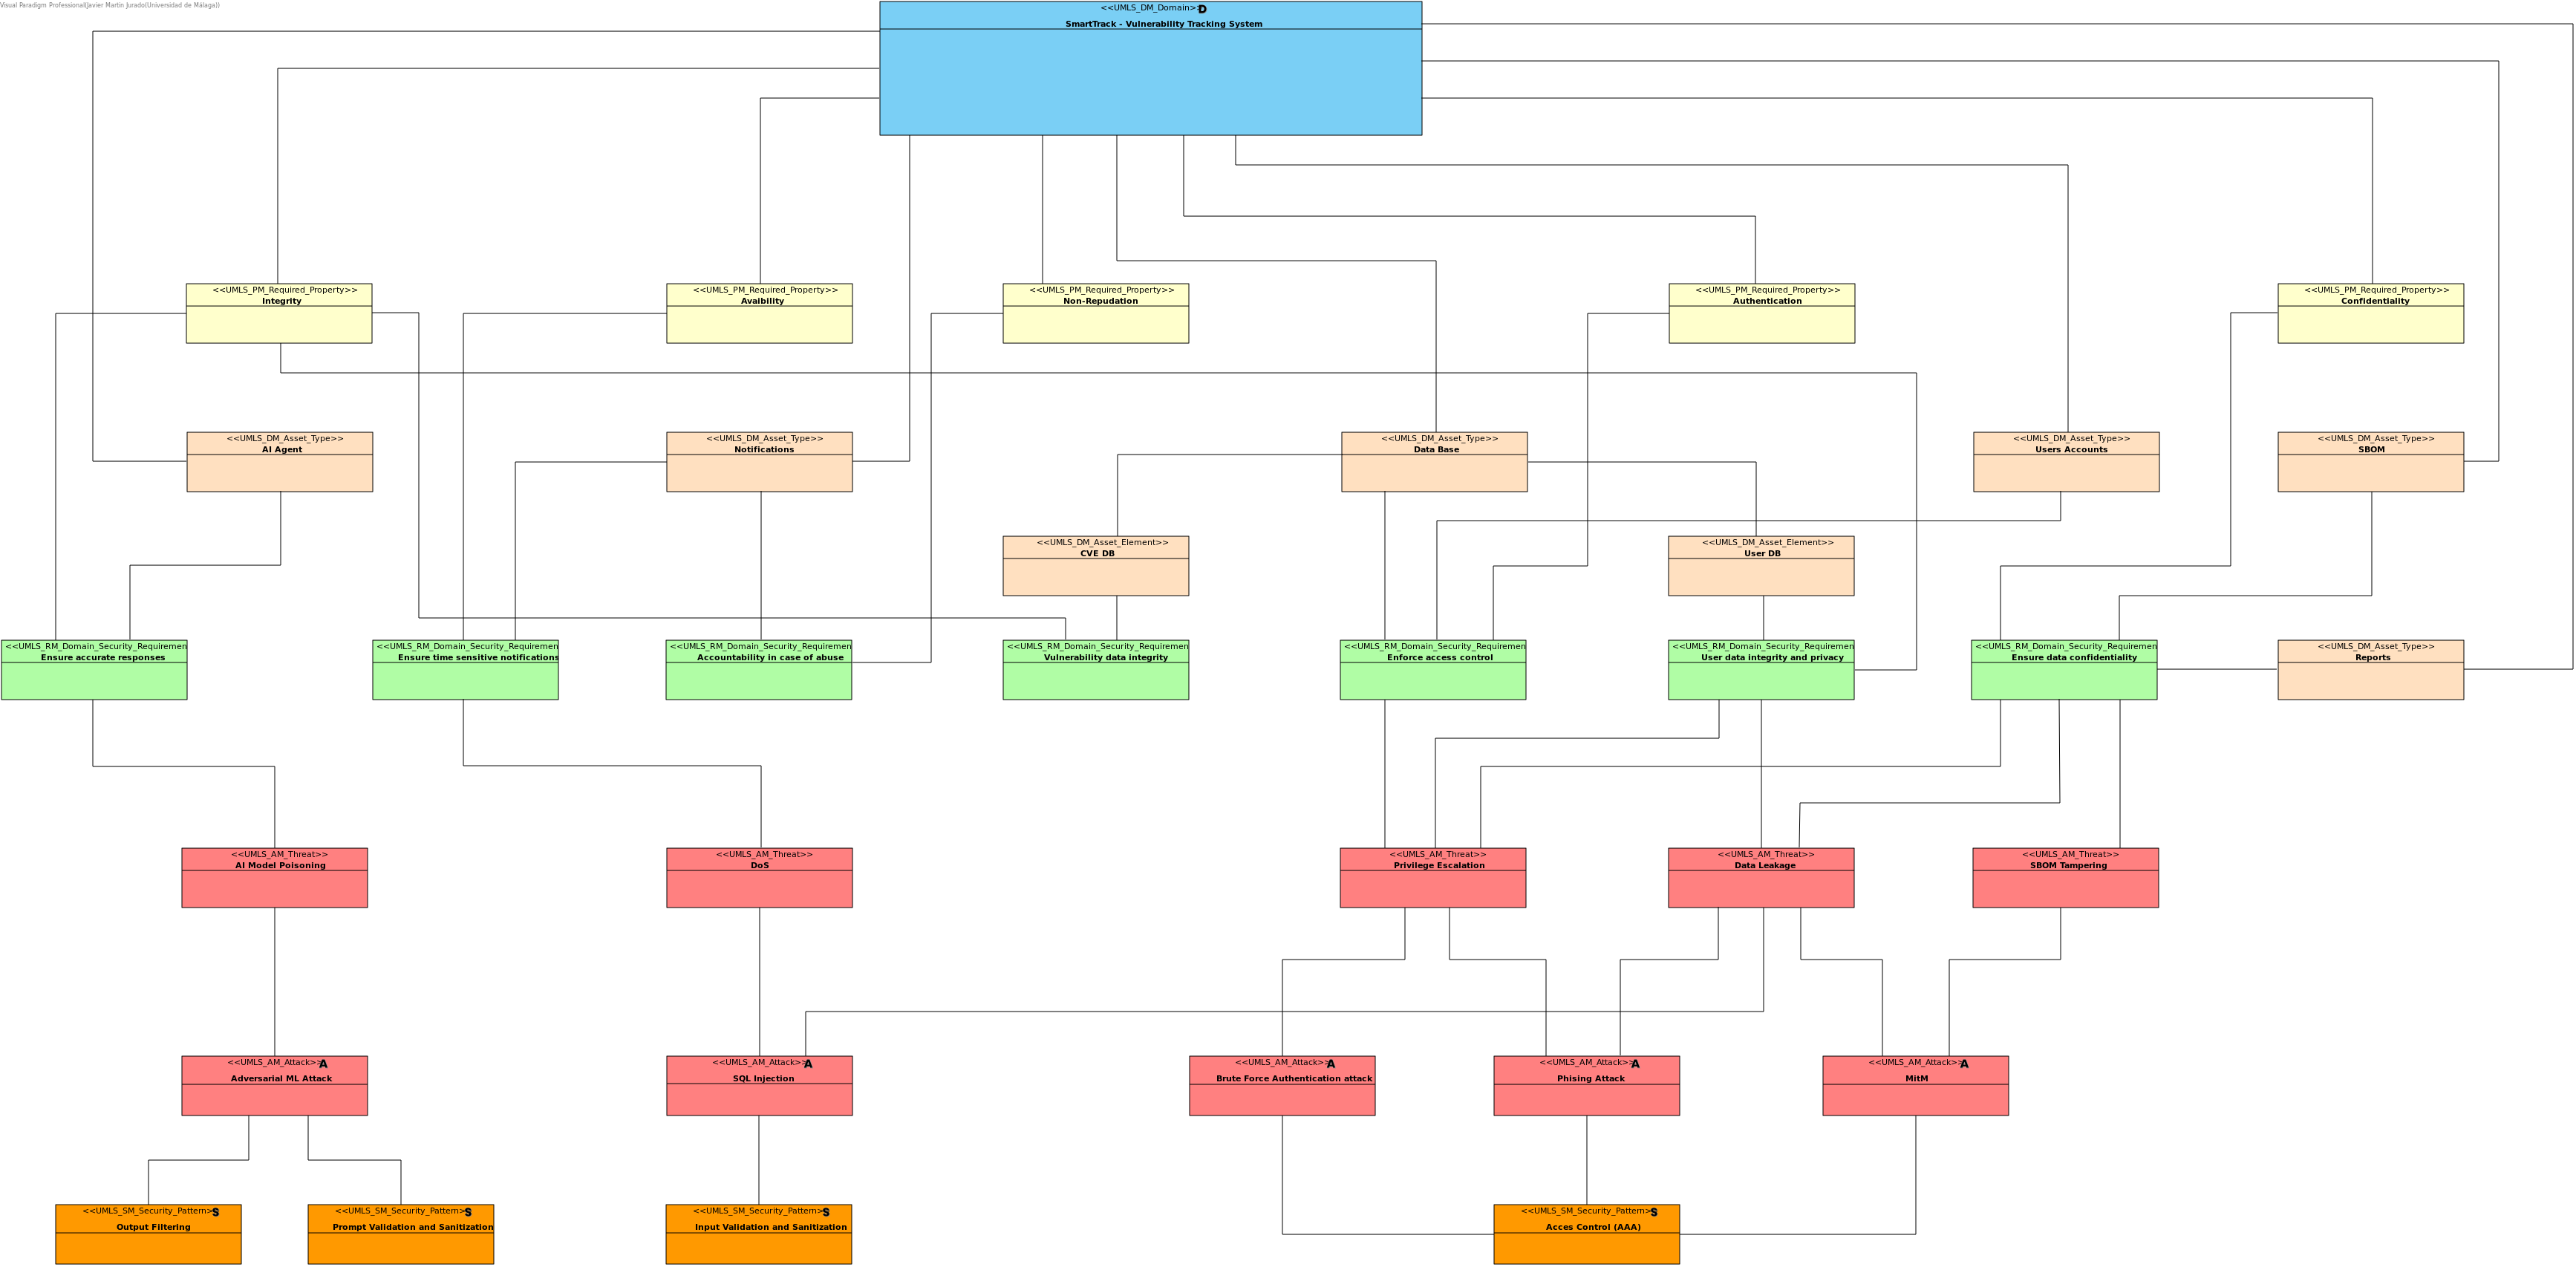 Visual Paradigm Professional(Javier Martin Jurado(Universidad de Málaga))
<<UMLS_DM_Domain>> D
SmartTrack - Vulnerability Tracking System
<<UMLS_PM_Required_Property>>
Integrity
<<UMLS_PM_Required_Property>>
Avaibility
<<UMLS_PM_Required_Property>>
Non-Repudation
<<UMLS_PM_Required_Property>>
Authentication
<<UMLS_PM_Required_Property>>
Confidentiality
<<UMLS_DM_Asset_Type>>
AI Agent
<<UMLS_DM_Asset_Type>>
Notifications
<<UMLS_DM_Asset_Type>>
Data Base
<<UMLS_DM_Asset_Type>>
Users Accounts
<<UMLS_DM_Asset_Type>>
SBOM
<<UMLS_DM_Asset_Element>>
CVE DB
<<UMLS_DM_Asset_Element>>
User DB
<<UMLS_RM_Domain_Security_Requiremen
Ensure accurate responses
<<UMLS_RM_Domain_Security_Requiremen
Ensure time sensitive notifications
<<UMLS_RM_Domain_Security_Requiremen
Accountability in case of abuse
<<UMLS_RM_Domain_Security_Requiremen
Vulnerability data integrity
<<UMLS_RM_Domain_Security_Requiremen
Enforce access control
<<UMLS_RM_Domain_Security_Requiremen
User data integrity and privacy
<<UMLS_RM_Domain_Security_Requiremen
Ensure data confidentiality
<<UMLS_DM_Asset_Type>>
Reports
<<UMLS_AM_Threat>>
AI Model Poisoning
<<UMLS_AM_Threat>>
DoS
<<UMLS_AM_Threat>>
Privilege Escalation
<<UMLS_AM_Threat>>
Data Leakage
<<UMLS_AM_Threat>>
SBOM Tampering
<<UMLS_AM_Attack>> A
Adversarial ML Attack
<<UMLS_AM_Attack>> A
SQL Injection
<<UMLS_AM_Attack>> A
Brute Force Authentication attack
<<UMLS_AM_Attack>> A
Phising Attack
<<UMLS_AM_Attack>> A
MitM
<<UMLS_SM_Security_Pattern>> S
Output Filtering
<<UMLS_SM_Security_Pattern>> S
Prompt Validation and Sanitization
<<UMLS_SM_Security_Pattern>> S
Input Validation and Sanitization
<<UMLS_SM_Security_Pattern>> S
Acces Control (AAA)